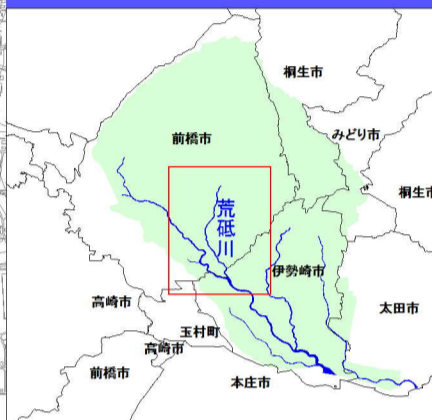 桐生市
前橋市
みどり市
桐生市
荒砥川
伊勢崎市
高崎市
太田市
玉村町
高崎市
前橋市
本庄市